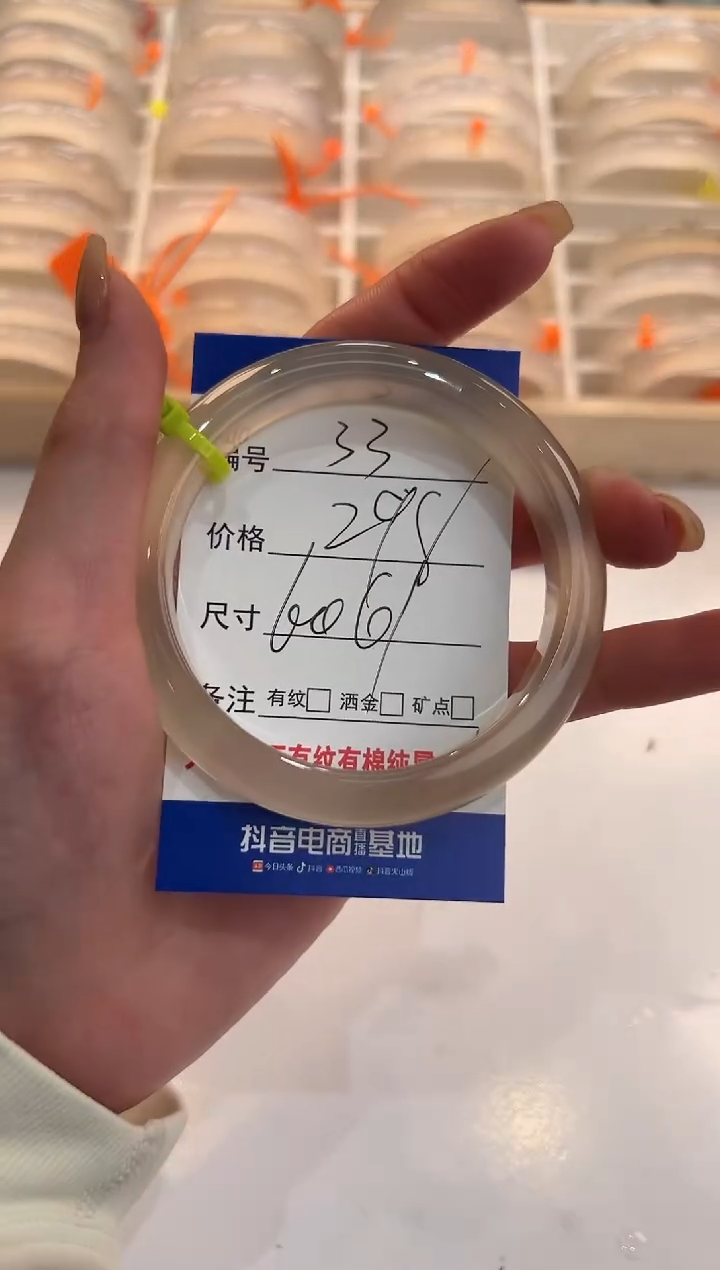 编号 33
价格 298
尺寸 606
备注 有纹 洒金 矿点
有纹有棉纯属
抖音电商直播基地
今日头条 抖音 西瓜视频 抖音火山版